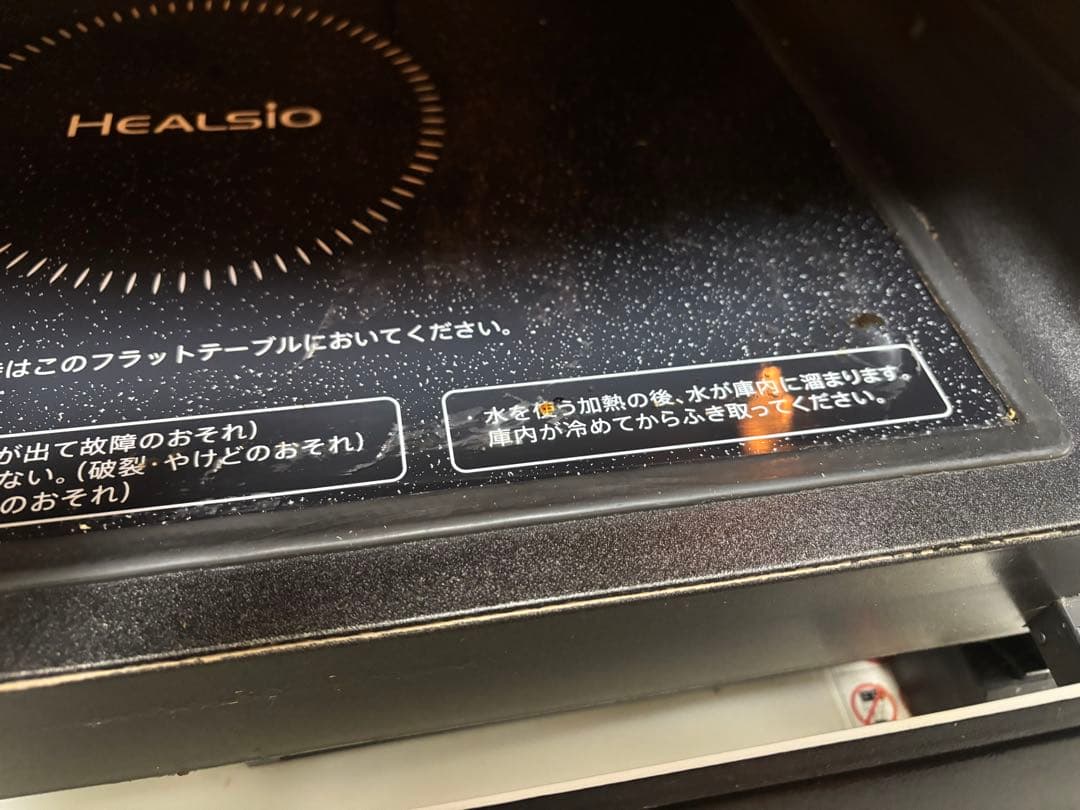 HEALSIO
はこのフラットテーブルにおいてください。
が出て故障のおそれ)
ない。(破裂・やけどのおそれ)
のおそれ)
水を使う加熱の後、水が庫内に溜まります。
庫内が冷めてからふき取ってください。